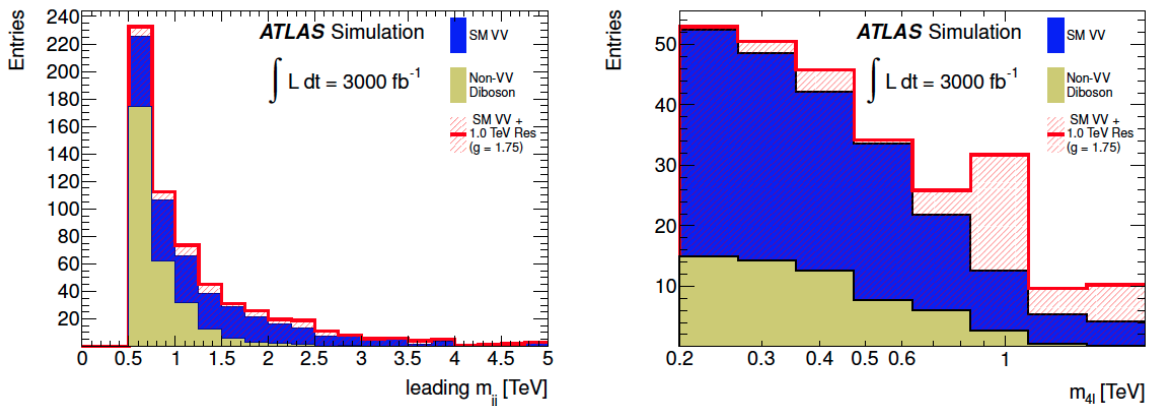 Entries
240
220
200
180
160
140
120
100
80
60
40
20
ATLAS Simulation
∫ L dt = 3000 fb⁻¹
SM VV
Non-VV
Diboson
SM VV +
1.0 TeV Res
(g = 1.75)
0 0.5 1 1.5 2 2.5 3 3.5 4 4.5 5
leading m_jj [TeV]
Entries
50
40
30
20
10
ATLAS Simulation
∫ L dt = 3000 fb⁻¹
SM VV
Non-VV
Diboson
SM VV +
1.0 TeV Res
(g = 1.75)
0.2 0.3 0.4 0.5 0.6 1
m_4l [TeV]